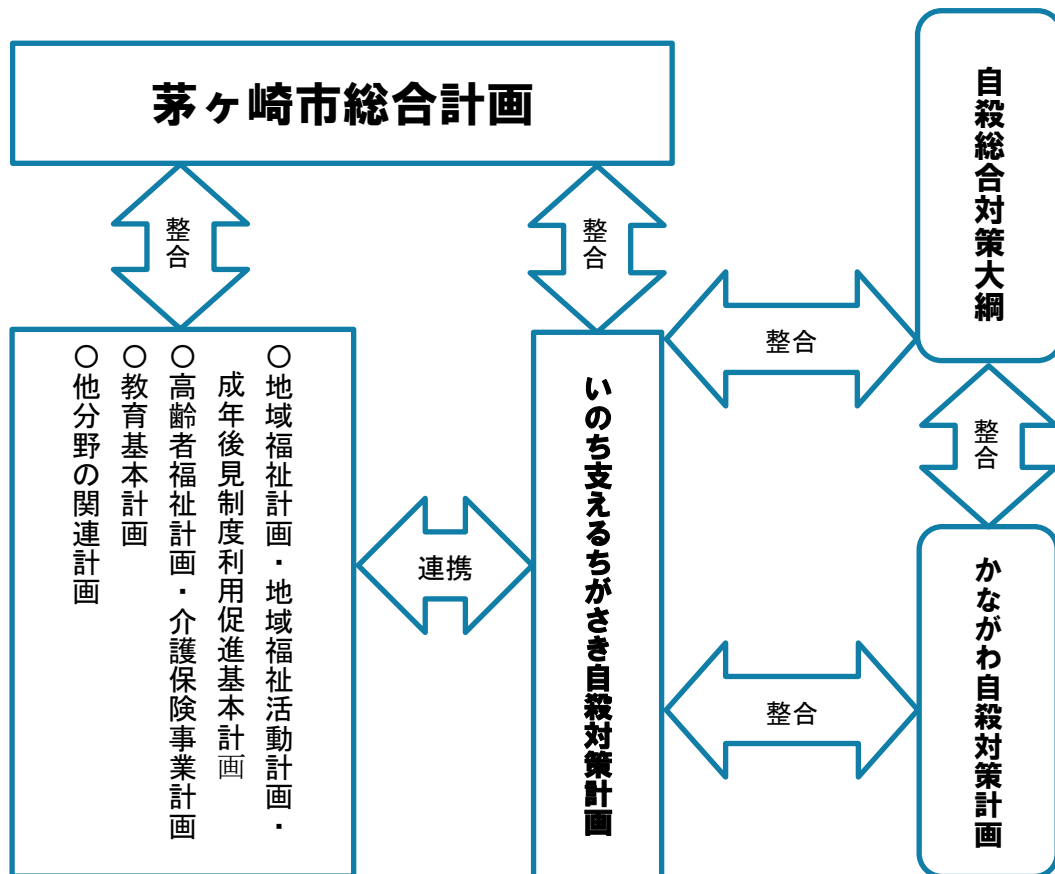 茅ヶ崎市総合計画
自殺総合対策大綱
整合
整合
整合
整合
○地域福祉計画・地域福祉活動計画・
成年後見制度利用促進基本計画
○高齢者福祉計画・介護保険事業計画
○教育基本計画
○他分野の関連計画
連携
いのち支えるちがさき自殺対策計画
整合
かながわ自殺対策計画